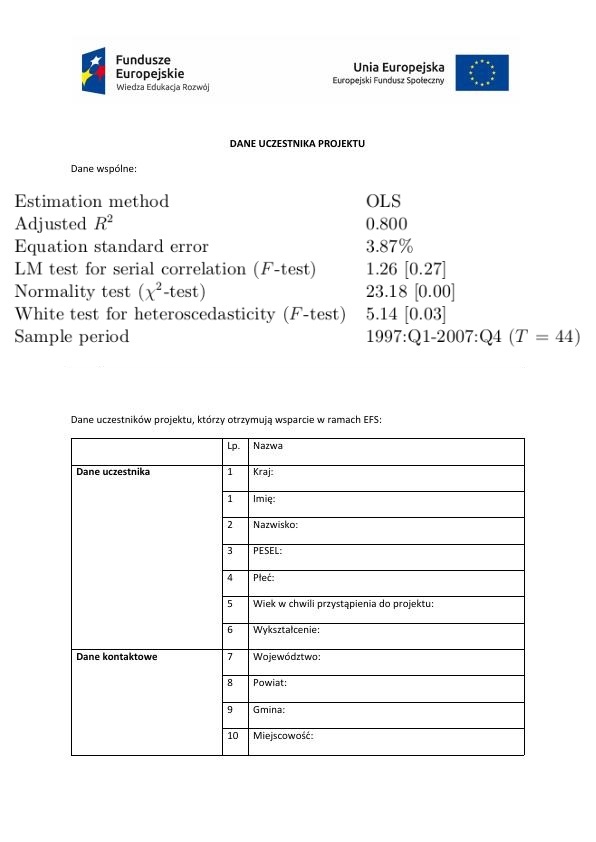 Fundusze
Europejskie
Wiedza Edukacja Rozwój
Unia Europejska
Europejski Fundusz Społeczny
DANE UCZESTNIKA PROJEKTU
Dane wspólne:
Estimation method OLS
Adjusted R² 0.800
Equation standard error 3.87%
LM test for serial correlation (F-test) 1.26 [0.27]
Normality test (χ²-test) 23.18 [0.00]
White test for heteroscedasticity (F-test) 5.14 [0.03]
Sample period 1997:Q1-2007:Q4 (T = 44)
Dane uczestników projektu, którzy otrzymują wsparcie w ramach EFS:
Lp. Nazwa
Dane uczestnika 1 Kraj:
1 Imię:
2 Nazwisko:
3 PESEL:
4 Płeć:
5 Wiek w chwili przystąpienia do projektu:
6 Wykształcenie:
Dane kontaktowe 7 Województwo:
8 Powiat:
9 Gmina:
10 Miejscowość: